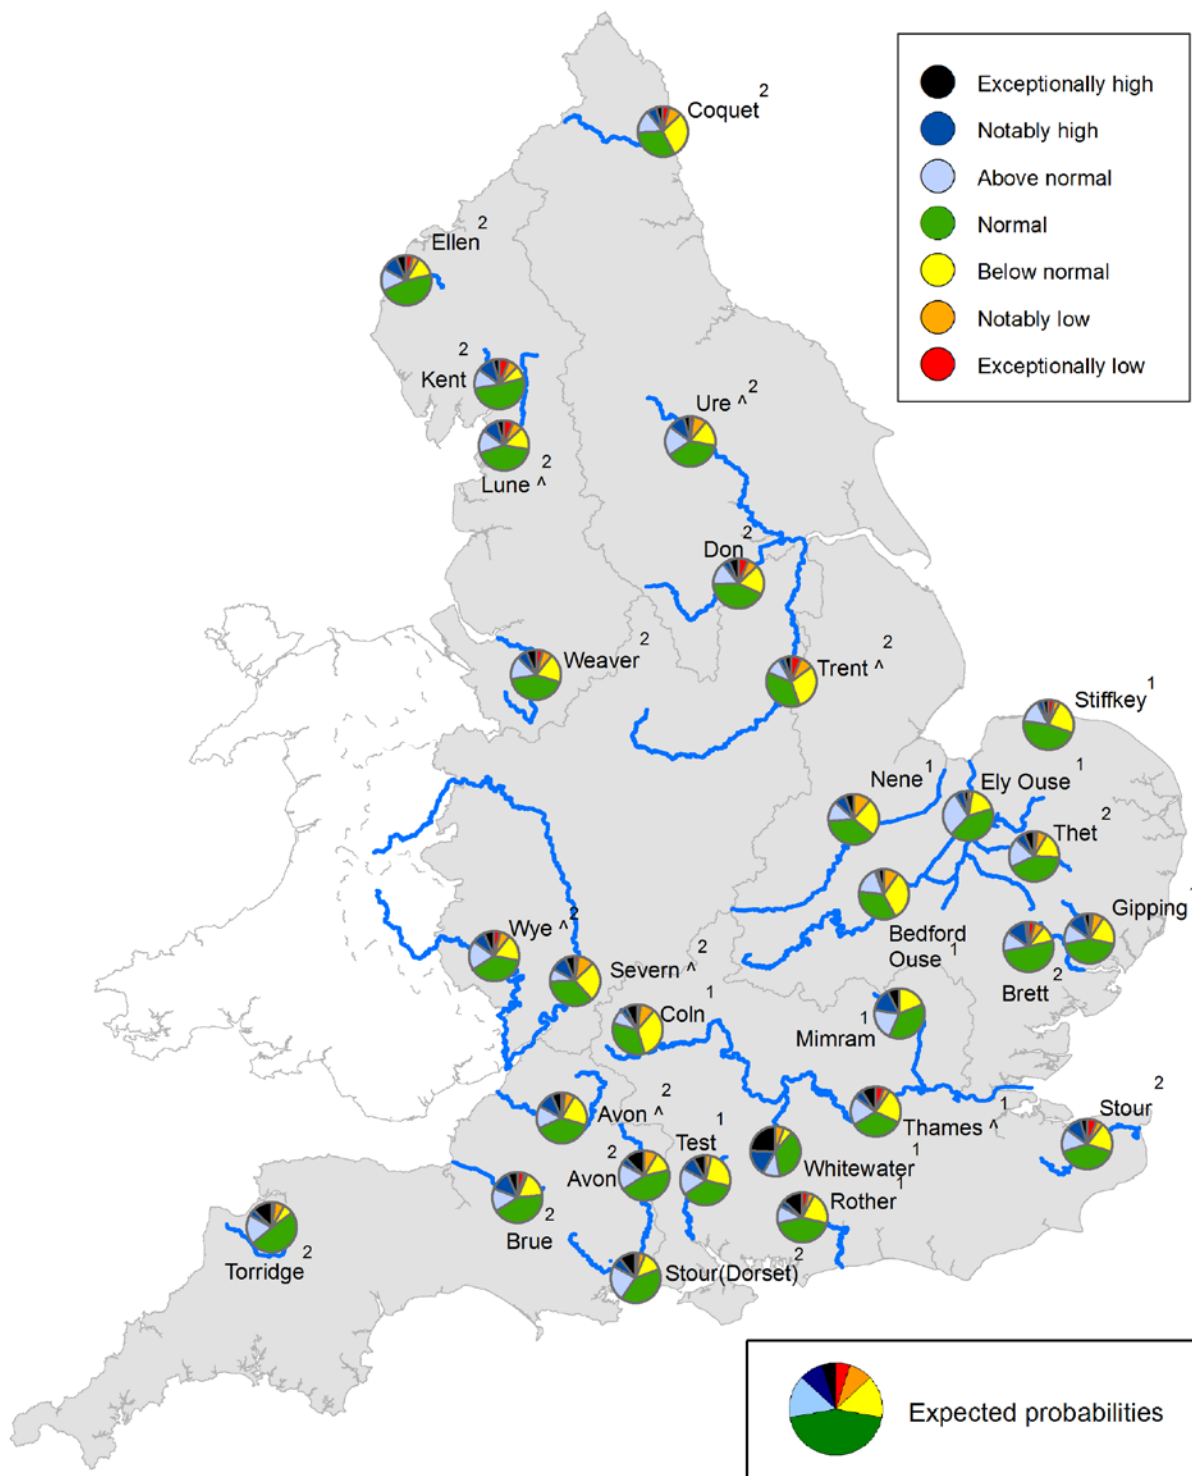 Exceptionally high
Notably high
Above normal
Normal
Below normal
Notably low
Exceptionally low
Coquet 2
Ellen 2
Kent 2
Lune ^ 2
Ure ^ 2
Don 2
Weaver 2
Trent ^ 2
Stiffkey 1
Nene 1
Ely Ouse 1
Thet 2
Gipping 1
Bedford
Ouse 1
Brett 2
Wye ^ 2
Severn ^ 2
Coln 1
Mimram 1
Avon ^ 2
Thames ^ 1
Stour 2
Test 1
Avon 2
Whitewater 1
Rother 1
Brue 2
Torridge 2
Stour(Dorset) 2
Expected probabilities